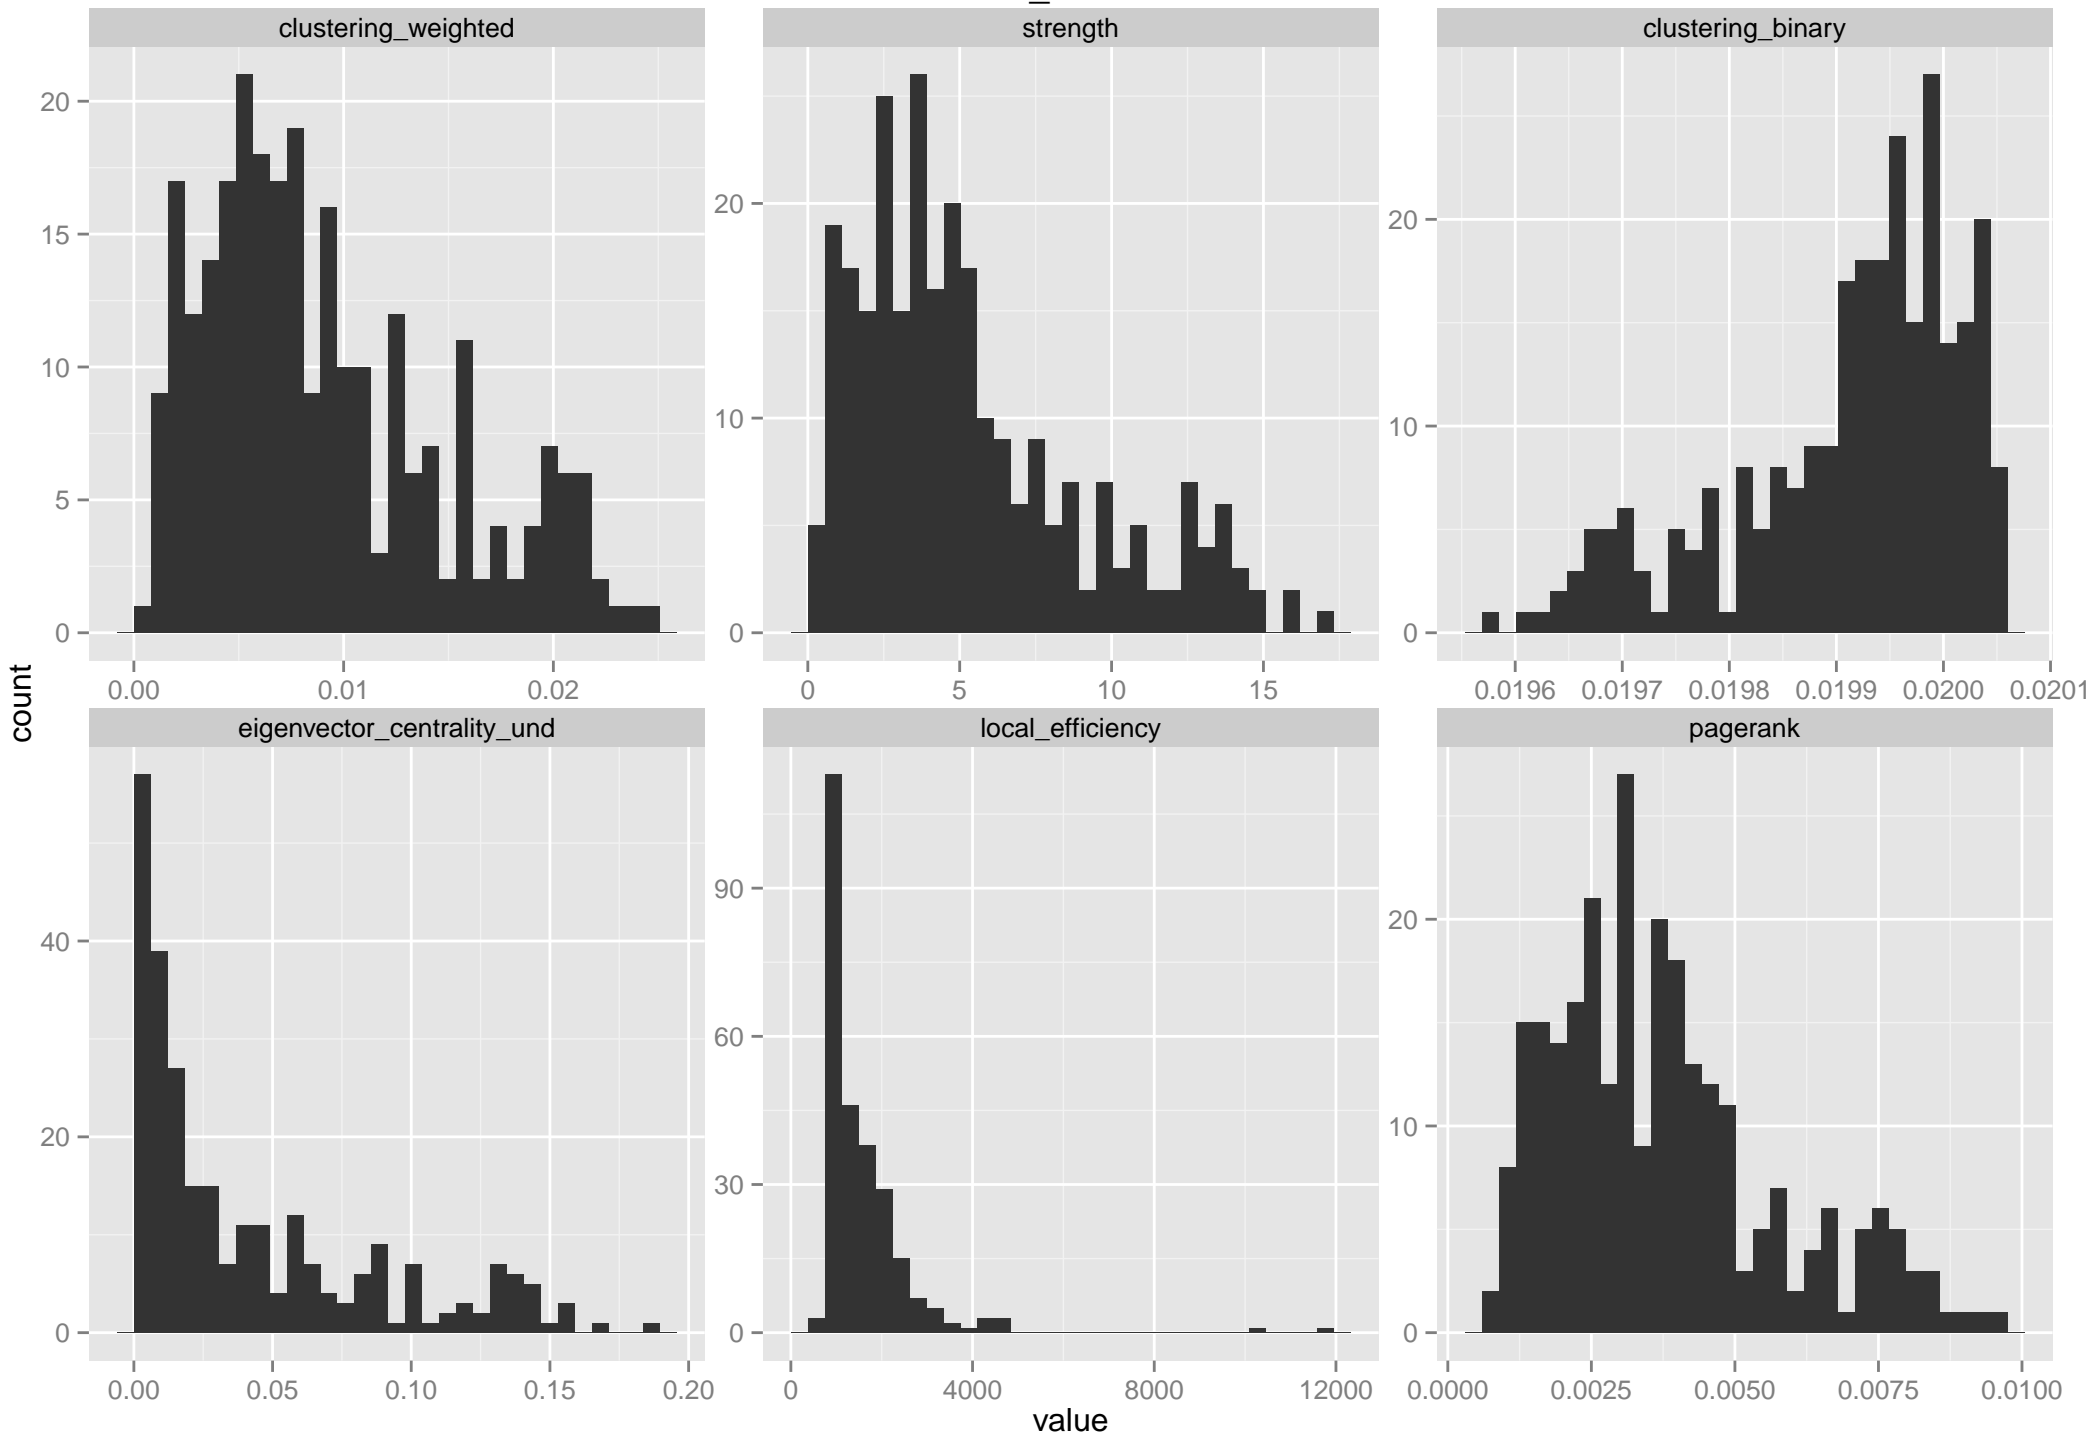 clustering_weighted
strength
clustering_binary
20
15
10
5
0
20
10
0
20
10
0
0.00 0.01 0.02
0 5 10 15
0.0196 0.0197 0.0198 0.0199 0.0200 0.0201
count
eigenvector_centrality_und
local_efficiency
pagerank
40
20
0
90
60
30
0
20
10
0
0.00 0.05 0.10 0.15 0.20
0 4000 8000 12000
0.0000 0.0025 0.0050 0.0075 0.0100
value